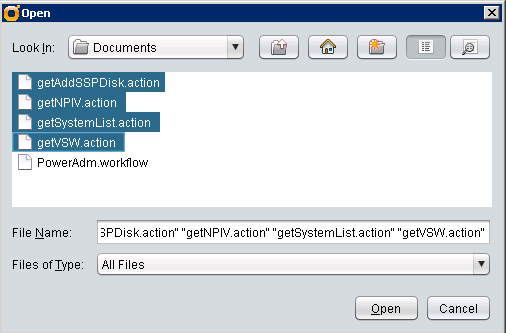 Open
Look In:
Documents
getAddSSPDisk.action
getNPIV.action
getSystemList.action
getVSW.action
PowerAdm.workflow
File Name:
SPDisk.action" "getNPIV.action" "getSystemList.action" "getVSW.action"
Files of Type:
All Files
Open
Cancel